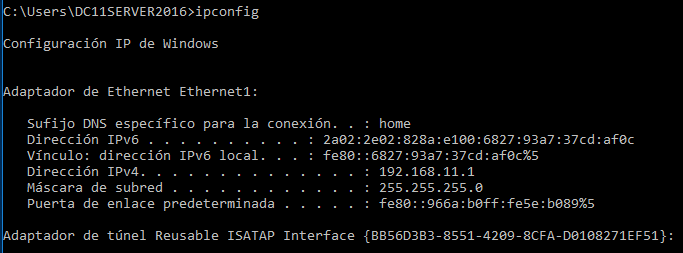 C:\Users\DC11SERVER2016>ipconfig
Configuración IP de Windows
Adaptador de Ethernet Ethernet1:
Sufijo DNS específico para la conexión. . : home
Dirección IPv6 . . . . . . . . . . : 2a02:2e02:828a:e100:6827:93a7:37cd:af0c
Vínculo: dirección IPv6 local. . . : fe80::6827:93a7:37cd:af0c%5
Dirección IPv4. . . . . . . . . . . . . . : 192.168.11.1
Máscara de subred . . . . . . . . . . . . : 255.255.255.0
Puerta de enlace predeterminada . . . . . : fe80::966a:b0ff:fe5e:b089%5
Adaptador de túnel Reusable ISATAP Interface {BB56D3B3-8551-4209-8CFA-D0108271EF51}: